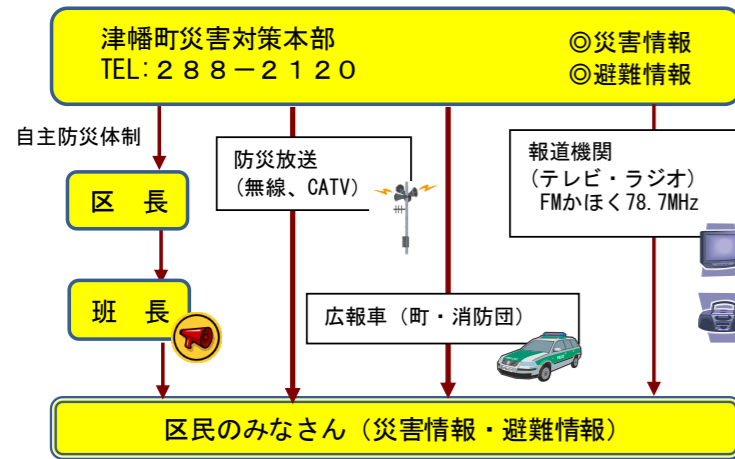 津幡町災害対策本部
TEL:２８８－２１２０
◎災害情報
◎避難情報
自主防災体制
区　長
班　長
防災放送
(無線、CATV)
報道機関
(テレビ・ラジオ)
FMかほく78.7MHz
広報車（町・消防団）
区民のみなさん（災害情報・避難情報）